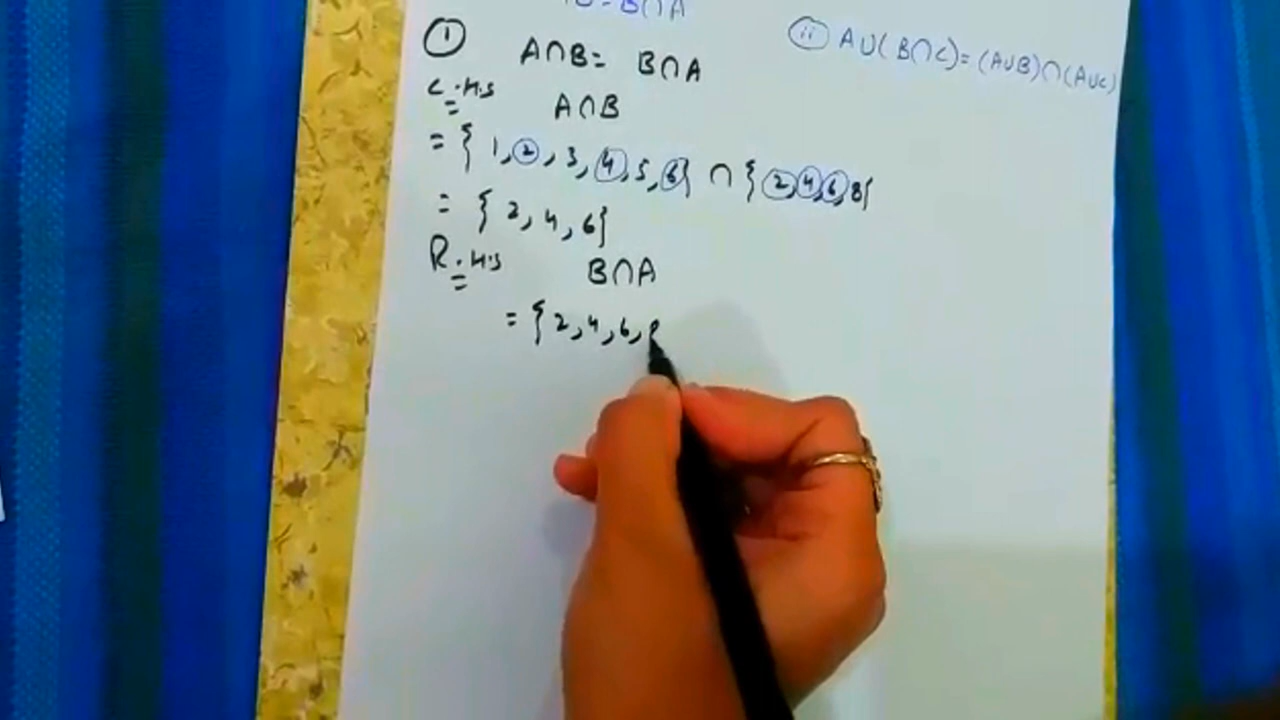 = B∩A
① A∩B = B∩A
L.H.S A∩B
= { 1, 2, 3, 4, 5, 6} ∩ {2, 4, 6, 8}
= { 2, 4, 6}
R.H.S B∩A
= { 2, 4, 6,
ii A∪(B∩C) = (A∪B)∩(A∪C)